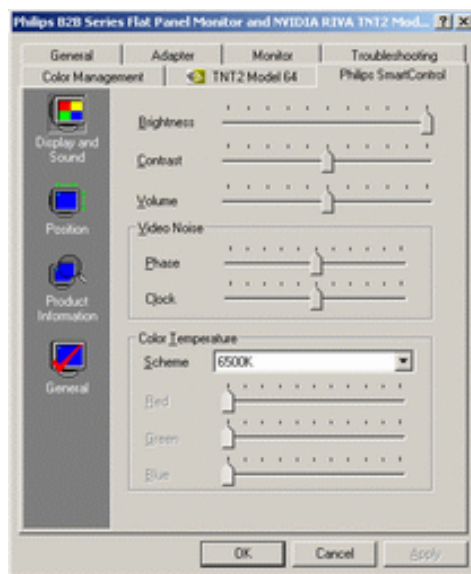 Philips B2B Series Flat Panel Monitor and NVIDIA RIVA TNT2 Mod...
General Adapter Monitor Troubleshooting
Color Management TNT2 Model 64 Philips SmartControl
Display and Sound
Position
Product Information
General
Brightness
Contrast
Volume
Video Noise
Phase
Clock
Color Temperature
Scheme 6500K
Red
Green
Blue
OK Cancel Apply